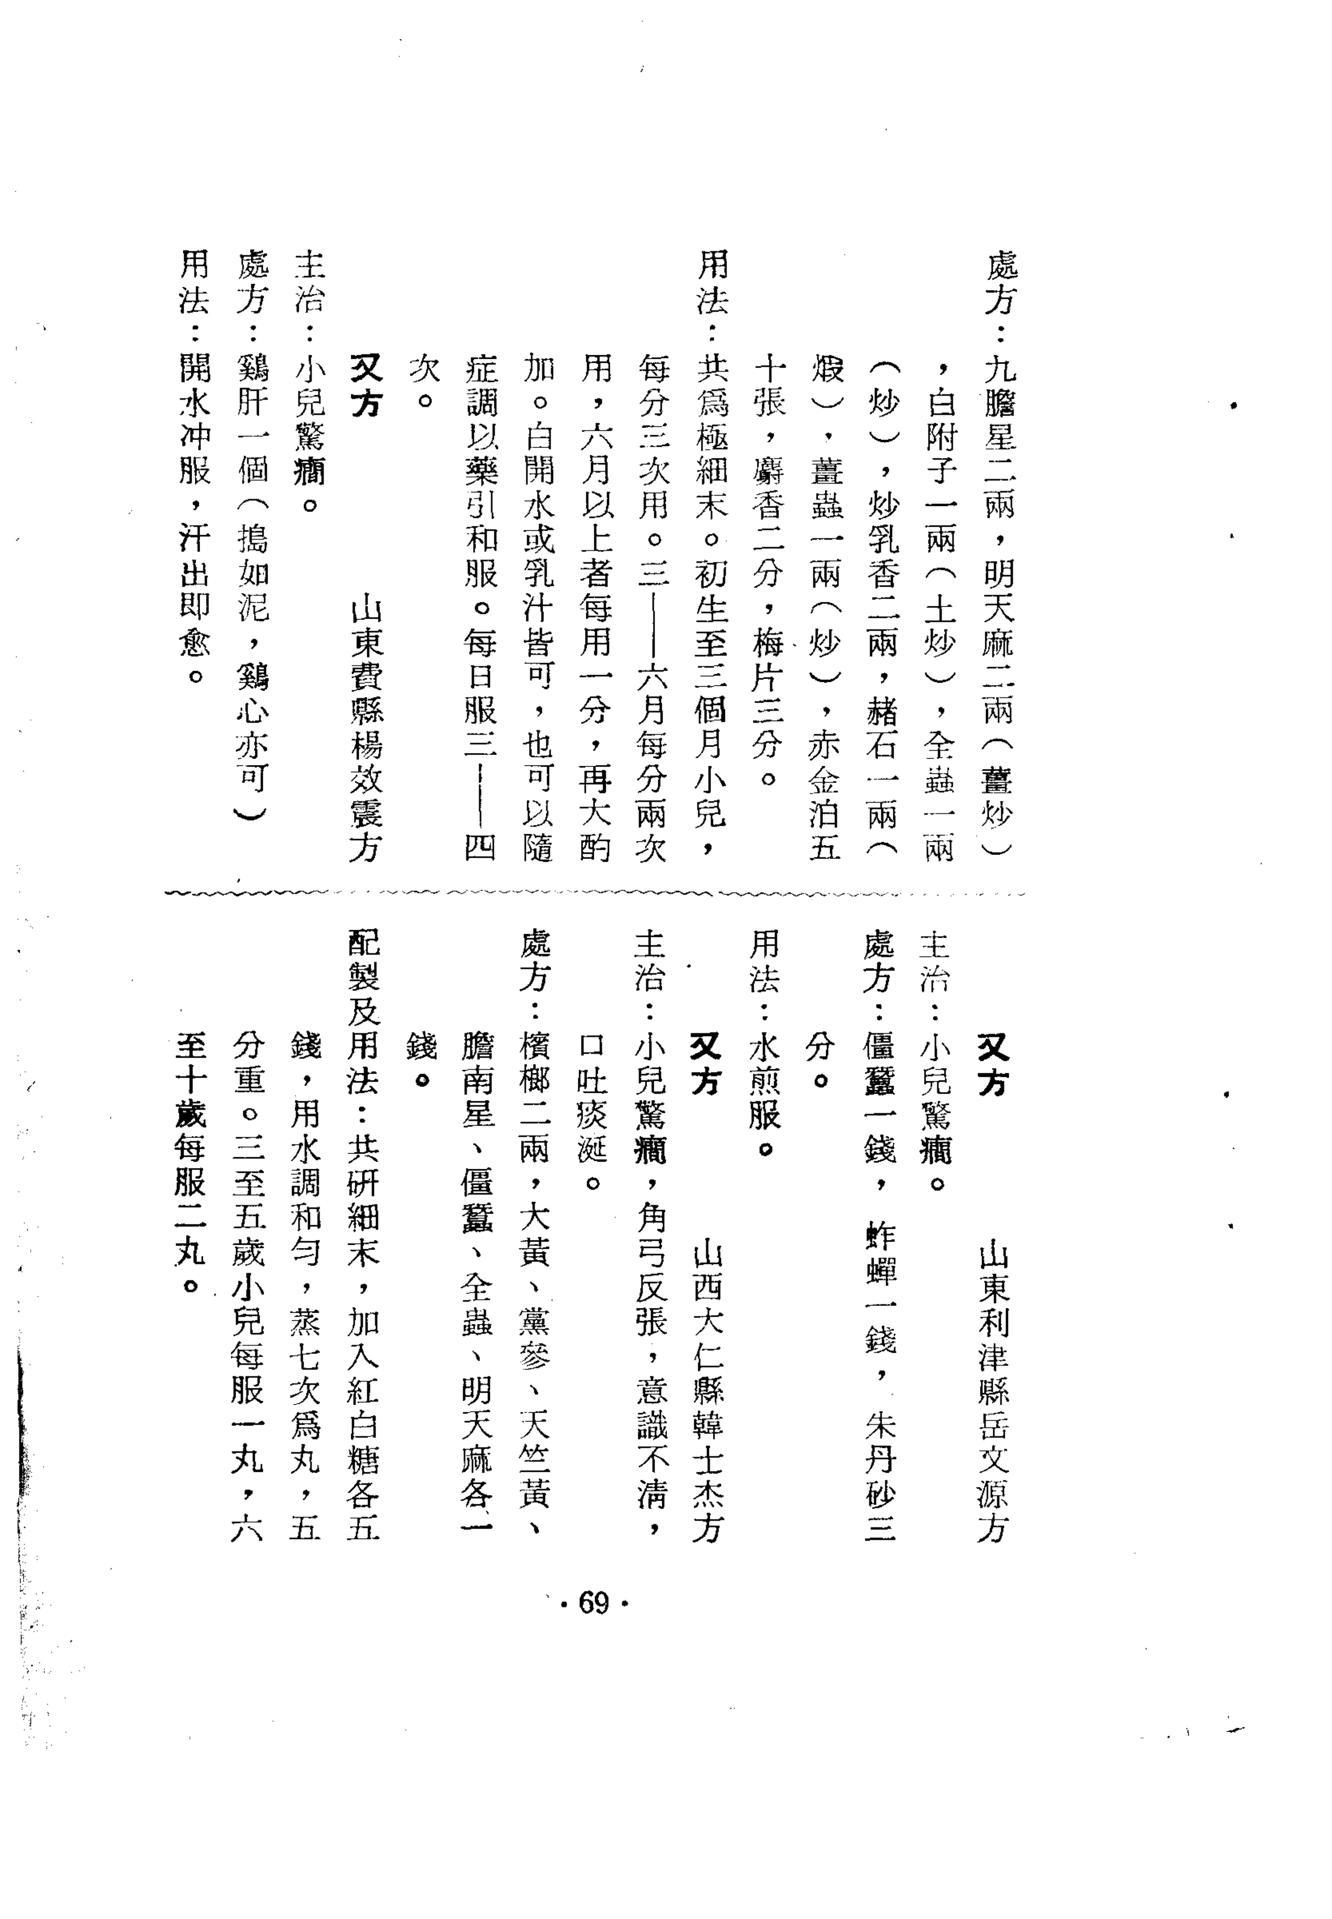 處方：九膽星二兩，明天麻二兩（薑炒）
，白附子一兩（土炒），全蟲一兩
（炒），炒乳香二兩，赭石一兩（
煆），薑蟲一兩（炒），赤金泊五
十張，麝香二分，梅片三分。
用法：共爲極細末。初生至三個月小兒，
每分三次用。三——六月每分兩次
用，六月以上者每用一分，再大酌
加。白開水或乳汁皆可，也可以隨
症調以藥引和服。每日服三——四
次。
又方　山東費縣楊效震方
主治：小兒驚癎。
處方：鷄肝一個（搗如泥，鷄心亦可）
用法：開水冲服，汗出即愈。
又方　山東利津縣岳文源方
主治：小兒驚癎。
處方：僵蠶一錢，蚱蟬一錢，朱丹砂三
分。
用法：水煎服。
又方　山西大仁縣韓士杰方
主治：小兒驚癎，角弓反張，意識不淸，
口吐痰涎。
處方：檳榔二兩，大黃、黨參、天竺黃、
膽南星、僵蠶、全蟲、明天麻各一
錢。
配製及用法：共研細末，加入紅白糖各五
錢，用水調和勻，蒸七次爲丸，五
分重。三至五歲小兒每服一丸，六
至十歲每服二丸。
·69·